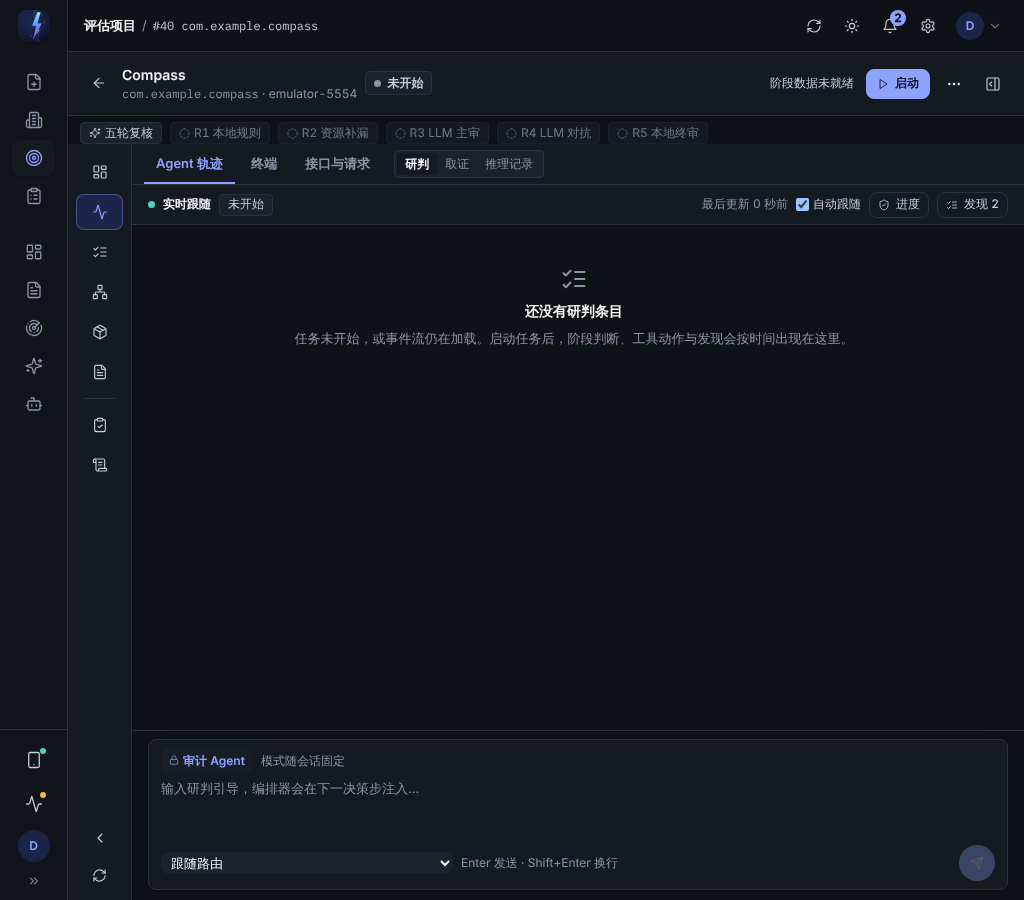 评估项目 / #40 com.example.compass
2
D
Compass
com.example.compass · emulator-5554
未开始
阶段数据未就绪
启动
五轮复核
R1 本地规则
R2 资源补漏
R3 LLM 主审
R4 LLM 对抗
R5 本地终审
Agent 轨迹
终端
接口与请求
研判
取证
推理记录
实时跟随
未开始
最后更新 0 秒前
自动跟随
进度
发现 2
还没有研判条目
任务未开始，或事件流仍在加载。启动任务后，阶段判断、工具动作与发现会按时间出现在这里。
审计 Agent
模式随会话固定
输入研判引导，编排器会在下一决策步注入...
跟随路由
Enter 发送 · Shift+Enter 换行
D